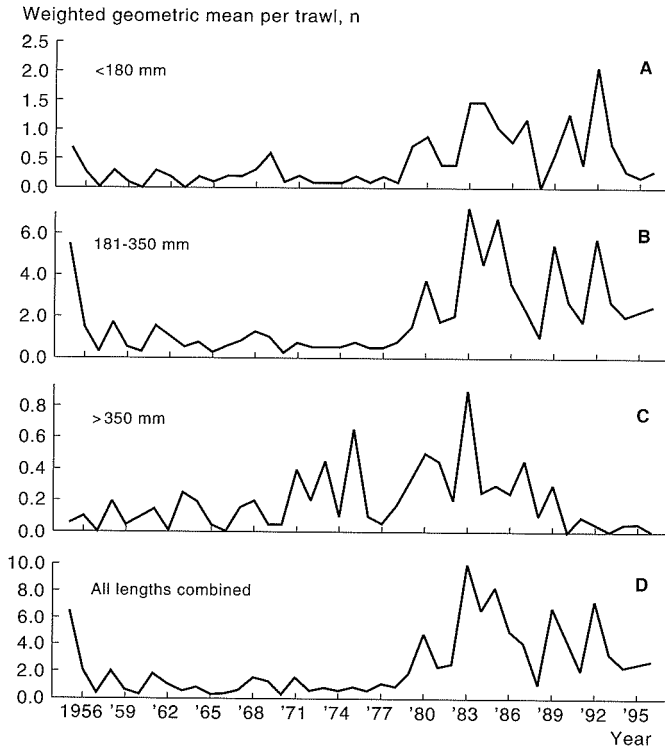 Weighted geometric mean per trawl, n
2.5
<180 mm
A
2.0
1.5
1.0
0.5
0.0
6.0
181-350 mm
B
4.0
2.0
0.0
0.8
>350 mm
C
0.6
0.4
0.2
0.0
10.0
All lengths combined
D
8.0
6.0
4.0
2.0
0.0
1956 '59 '62 '65 '68 '71 '74 '77 '80 '83 '86 '89 '92 '95
Year